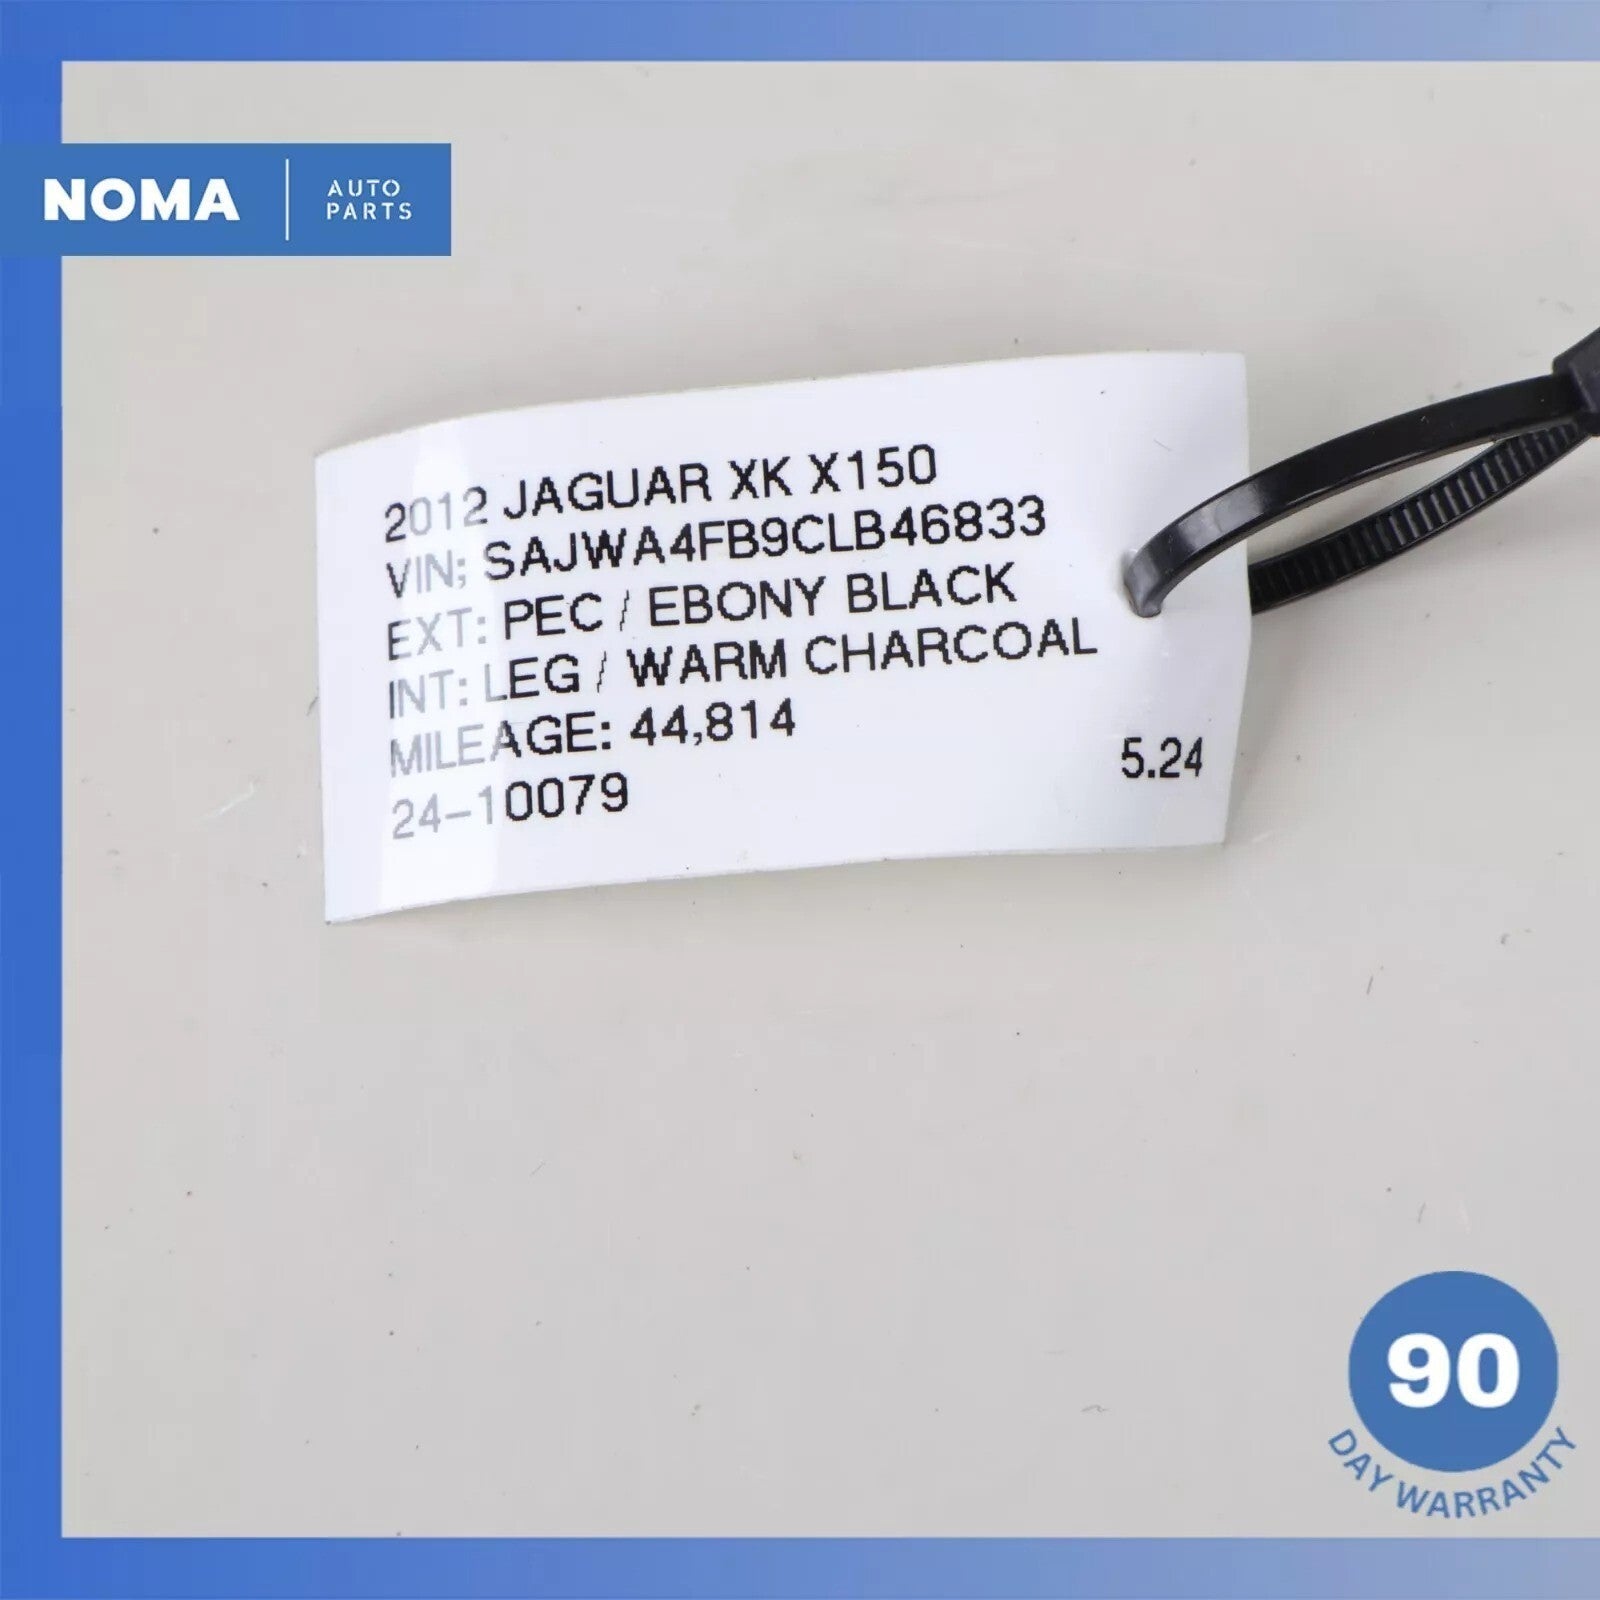 NOMA
AUTO
PARTS
2012 JAGUAR XK X150
VIN; SAJWA4FB9CLB46833
EXT: PEC / EBONY BLACK
INT: LEG / WARM CHARCOAL
MILEAGE: 44,814
24-10079
5.24
90
DAY WARRANTY